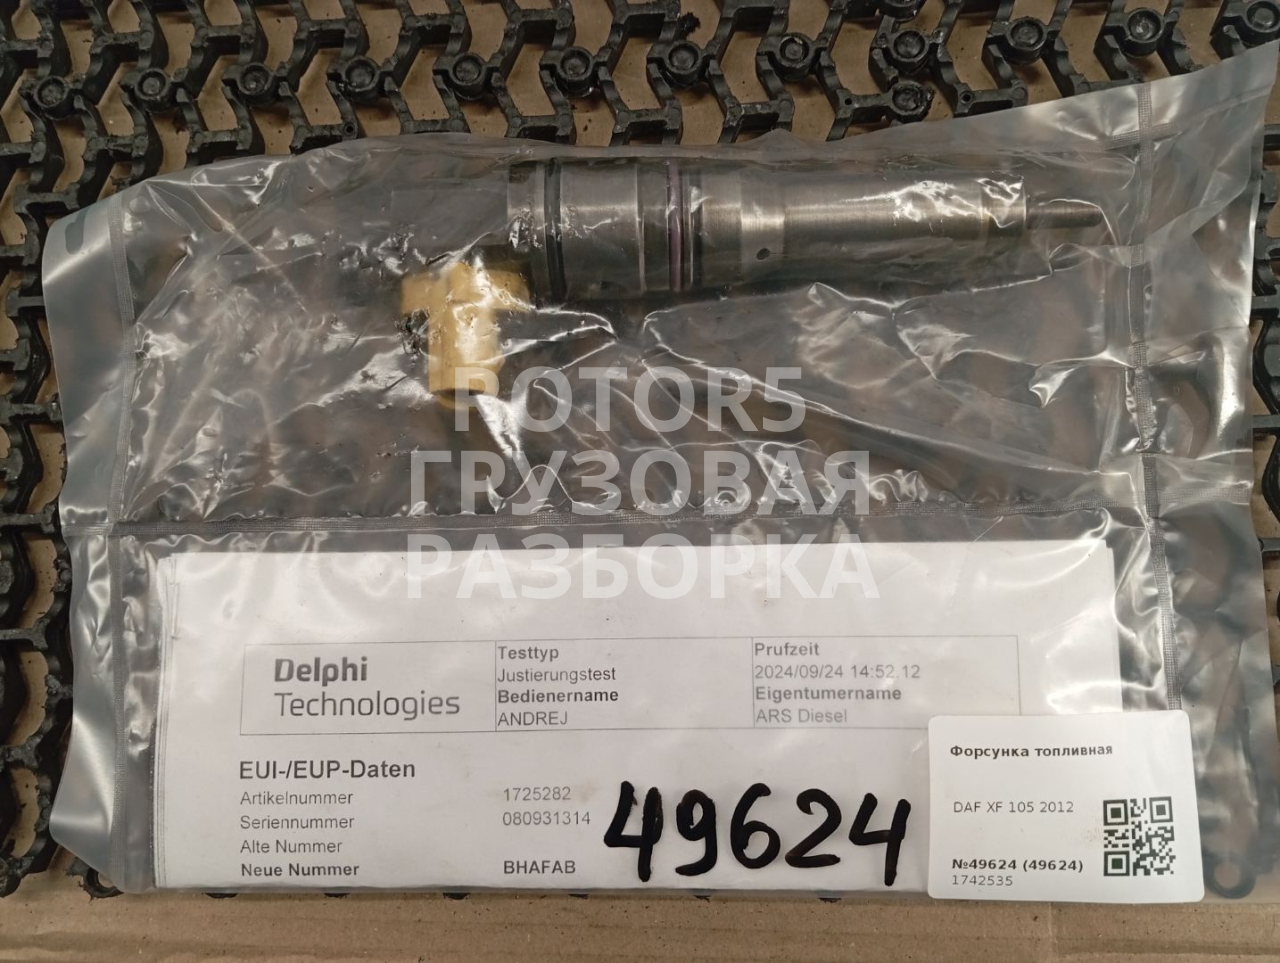 ROTOR5
ГРУЗОВАЯ
РАЗБОРКА
Delphi
Technologies
Testtyp
Justierungstest
Bedienername
ANDREJ
Prufzeit
2024/09/24 14:52.12
Eigentumername
ARS Diesel
EUI-/EUP-Daten
Artikelnummer 1725282
Seriennummer 080931314
Alte Nummer
Neue Nummer BHAFAB
49624
Форсунка топливная
DAF XF 105 2012
№49624 (49624)
1742535